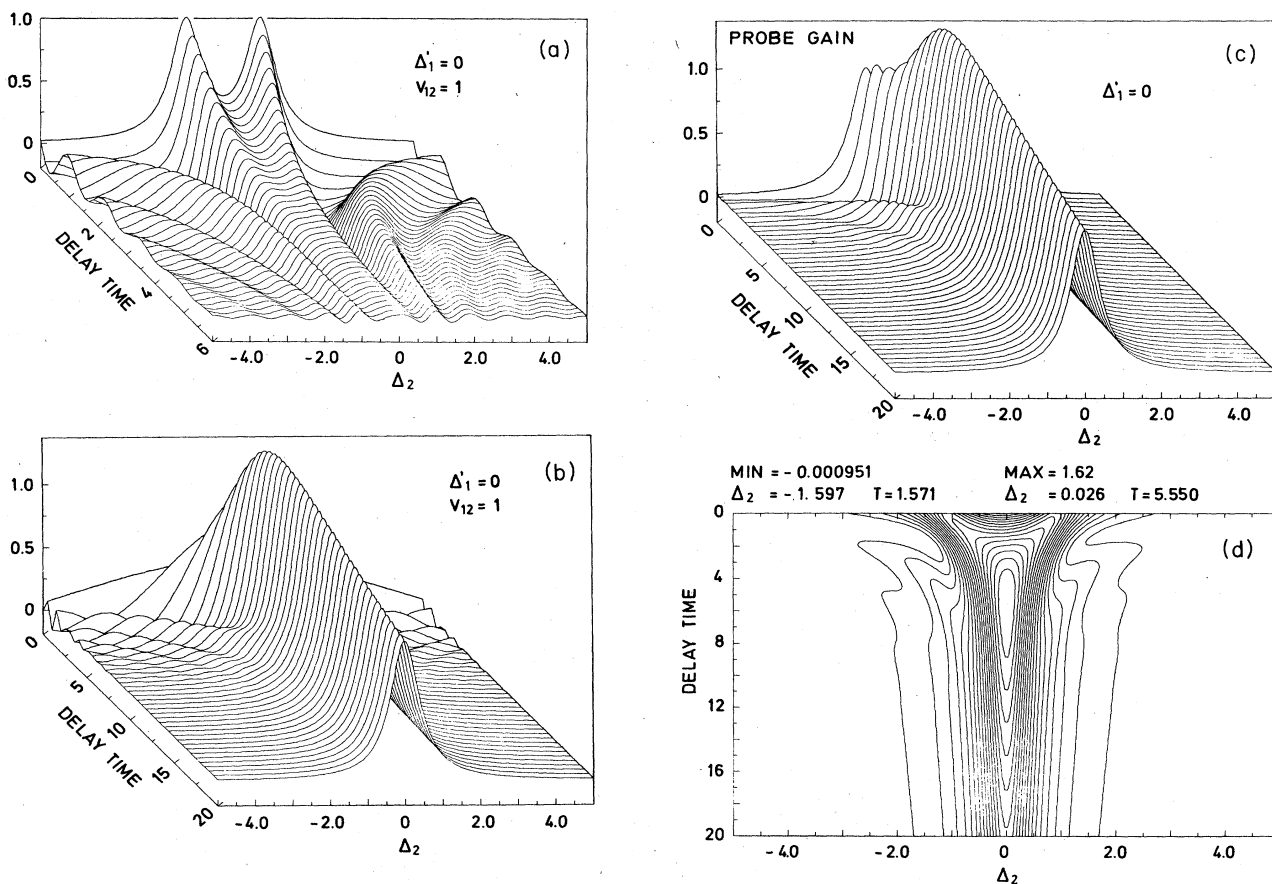 (a)
Δ'₁ = 0
V₁₂ = 1
1.0
0.5
0
0 2 4 6
DELAY TIME
-4.0 -2.0 0 2.0 4.0
Δ₂
(b)
Δ'₁ = 0
V₁₂ = 1
1.0
0.5
0
0 5 10 15 20
DELAY TIME
-4.0 -2.0 0 2.0 4.0
Δ₂
PROBE GAIN
(c)
Δ'₁ = 0
1.5
1.0
0.5
0
0 5 10 15 20
DELAY TIME
-4.0 -2.0 0 2.0 4.0
Δ₂
MIN = - 0.000951 MAX = 1.62
Δ₂ = -1.597 T = 1.571 Δ₂ = 0.026 T = 5.550
(d)
0
4
8
12
16
20
DELAY TIME
-4.0 -2.0 0 2.0 4.0
Δ₂